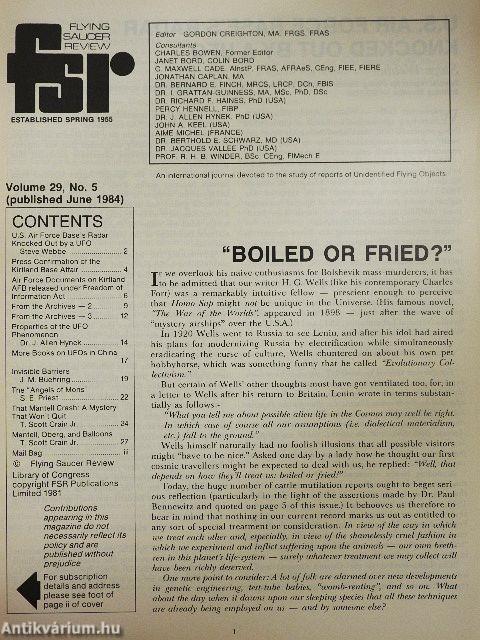 FLYING
SAUCER
REVIEW
fsr
ESTABLISHED SPRING 1955
Editor GORDON CREIGHTON, MA, FRGS, FRAS
Consultants
CHARLES BOWEN, Former Editor
JANET BORD, COLIN BORD
C. MAXWELL CADE, AInstP, FRAS, AFRAeS, CEng, FIEE, FIERE
JONATHAN CAPLAN, MA
DR. BERNARD E. FINCH, MRCS, LRCP, DCh, FBIS
DR. I. GRATTAN-GUINNESS, MA, MSc, PhD, DSc
DR. RICHARD F. HAINES, PhD (USA)
PERCY HENNELL, FIBP
DR. J. ALLEN HYNEK, PhD (USA)
JOHN A. KEEL (USA)
AIME MICHEL (FRANCE)
DR. BERTHOLD E. SCHWARZ, MD (USA)
DR. JACQUES VALLEE PhD (USA)
PROF. R. H. B. WINDER, BSc, CEng, FIMech E
An international journal devoted to the study of reports of Unidentified Flying Objects
Volume 29, No. 5
(published June 1984)
CONTENTS
U.S. Air Force Base's Radar
Knocked Out by a UFO
Steve Webbe 2
Press Confirmation of the
Kirtland Base Affair 4
Air Force Documents on Kirtland
AFB released under Freedom of
Information Act 6
From the Archives — 2 9
From the Archives — 3 12
Properties of the UFO
Phenomenon
Dr. J. Allen Hynek 14
More Books on UFOs in China
17
Invisible Barriers
J. M. Buehring 19
The "Angels of Mons"
S. E. Priest 22
That Mantell Crash: A Mystery
That Won't Quit
T. Scott Crain Jr. 24
Mantell, Oberg, and Balloons
T. Scott Crain Jr. 27
Mail Bag iii
© Flying Saucer Review
Library of Congress
copyright FSR Publications
Limited 1981
Contributions
appearing in this
magazine do not
necessarily reflect its
policy and are
published without
prejudice
For subscription
details and address
please see foot of
page ii of cover
"BOILED OR FRIED?"
If we overlook his naive enthusiasms for Bolshevik mass-murderers, it has
to be admitted that our writer H. G. Wells (like his contemporary Charles
Fort) was a remarkably intuitive fellow — prescient enough to perceive
that Homo Sap might not be unique in the Universe. (His famous novel,
"The War of the Worlds", appeared in 1898 — just after the wave of
"mystery airships" over the U.S.A.)
In 1920 Wells went to Russia to see Lenin, and after his idol had aired
his plans for modernizing Russia by electrification while simultaneously
eradicating the curse of culture, Wells chuntered on about his own pet
hobbyhorse, which was something funny that he called "Evolutionary Col-
lectivism."
But certain of Wells' other thoughts must have got ventilated too, for, in
a letter to Wells after his return to Britain, Lenin wrote in terms substan-
tially as follows:-
"What you tell me about possible alien life in the Cosmos may well be right.
In which case of course all our assumptions (i.e. dialectical materialism,
etc.) fall to the ground."
Wells himself naturally had no foolish illusions that all possible visitors
might "have to be nice." Asked one day by a lady how he thought our first
cosmic travellers might be expected to deal with us, he replied: "Well, that
depends on how they'll treat us: boiled or fried!"
Today, the huge number of cattle mutilation reports ought to beget seri-
ous reflection (particularly in the light of the assertions made by Dr. Paul
Bennewitz and quoted on page 5 of this issue.) It behooves us therefore to
bear in mind that nothing in our current record marks us out as entitled to
any sort of special treatment or consideration. In view of the way in which
we treat each other and, especially, in view of the shamelessly cruel fashion in
which we experiment and inflict suffering upon the animals — our own breth-
ren in this planet's life-system — surely whatever treatment we may collect will
have been richly deserved.
One more point to consider: A lot of folk are alarmed over new developments
in genetic engineering, test-tube babies, "womb-renting", and so on. What
about the day when it dawns upon our sleeping species that all these techniques
are already being employed on us — and by someone else?
1
Antikvárium.hu